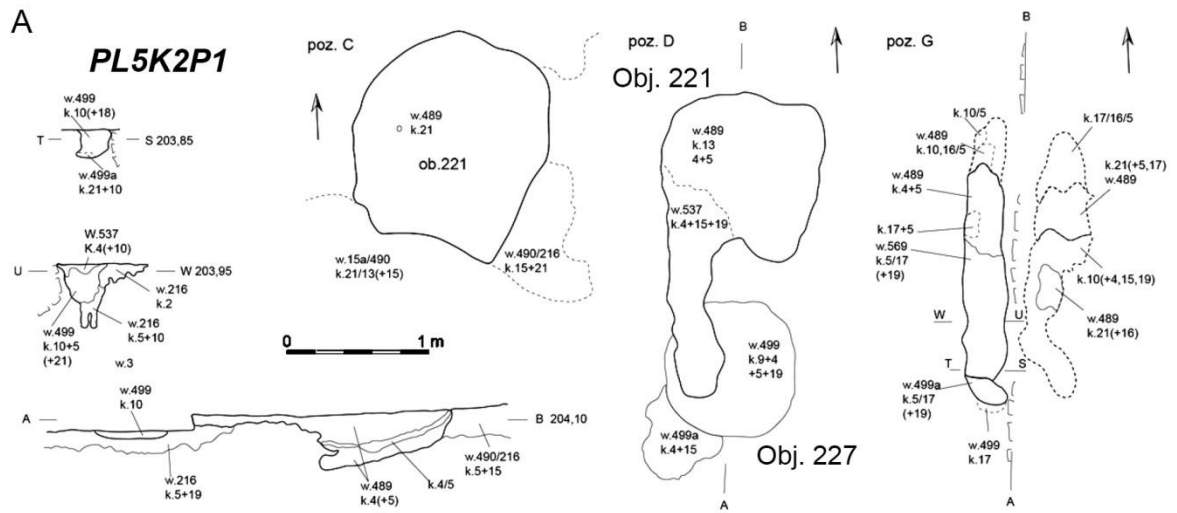 A
PL5K2P1
w.499
k.10(+18)
T
S 203,85
w.499a
k.21+10
W.537
K.4(+10)
U
W 203,95
w.216
k.2
w.216
k.5+10
w.499
k.10+5
(+21)
w.3
poz. C
w.489
k.21
ob.221
w.15a/490
k.21/13(+15)
w.490/216
k.15+21
0
1 m
A
w.499
k.10
B 204,10
w.216
k.5+19
w.489
k.4(+5)
k.4/5
w.490/216
k.5+15
poz. D
B
Obj. 221
w.489
k.13
4+5
w.537
k.4+15+19
w.499
k.9+4
+5+19
w.499a
k.4+15
Obj. 227
A
poz. G
B
k.10/5
w.489
k.10,16/5
w.489
k.4+5
k.17+5
w.569
k.5/17
(+19)
k.17/16/5
k.21(+5,17)
w.489
k.10(+4,15,19)
w.489
k.21(+16)
W
U
T
S
w.499a
k.5/17
(+19)
w.499
k.17
A